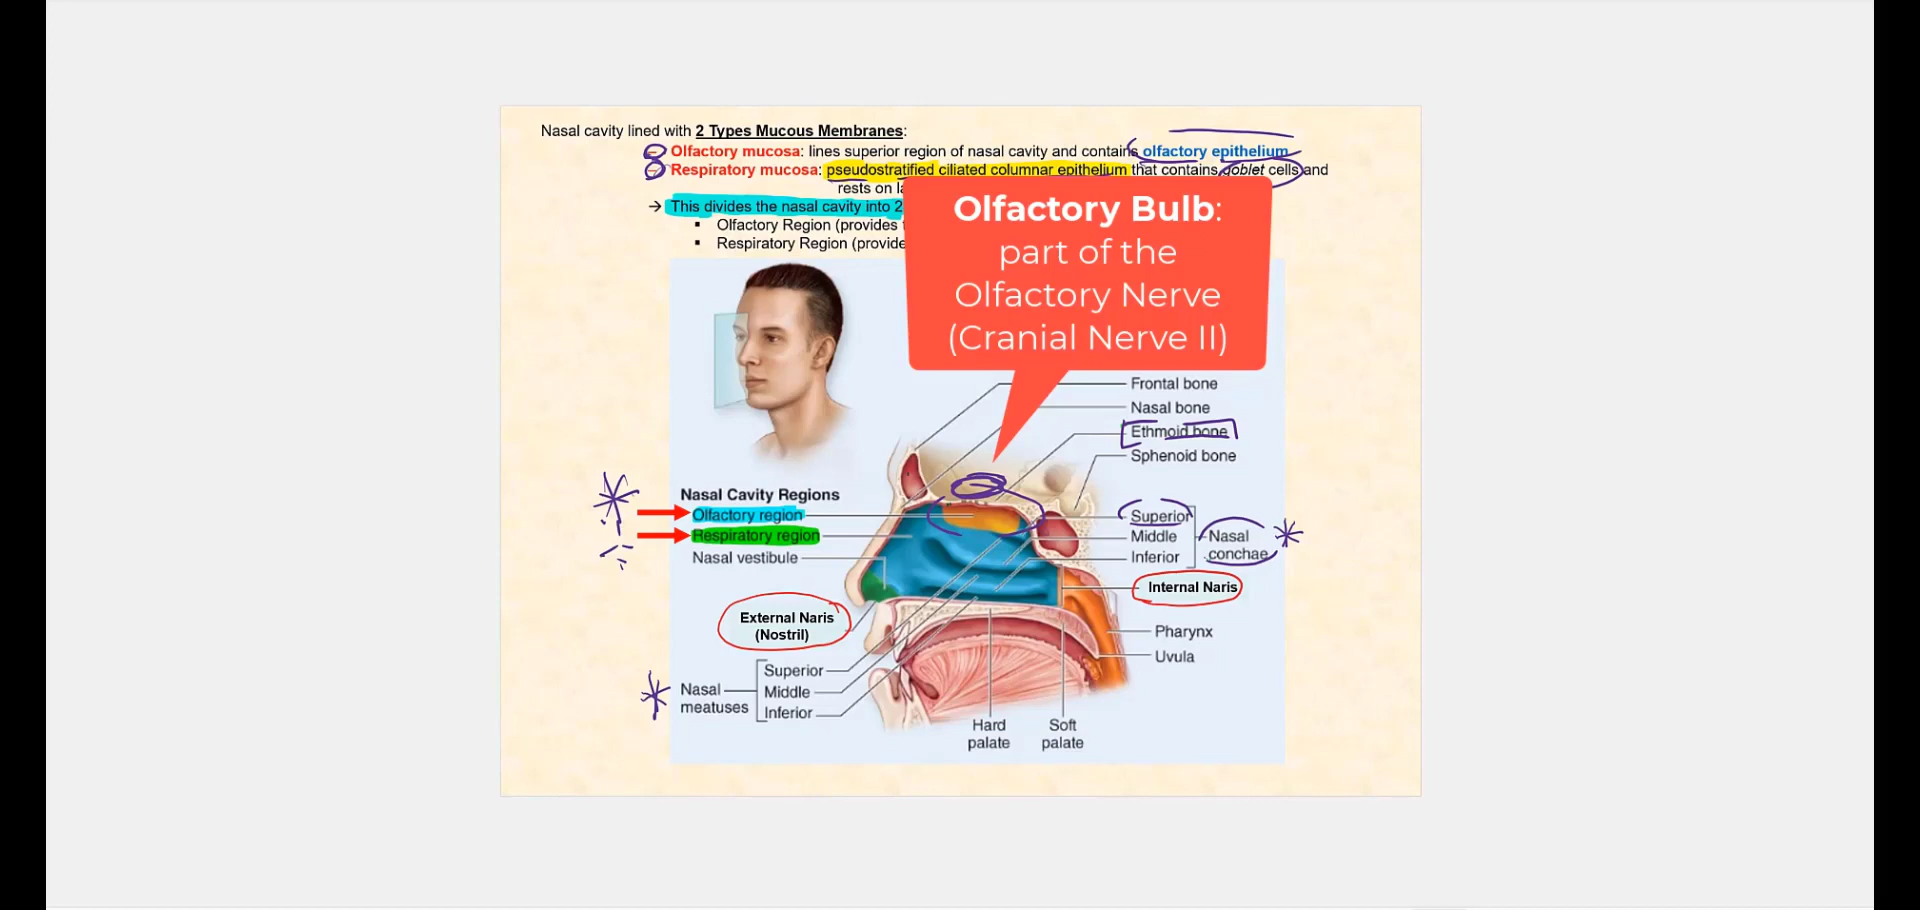 Nasal cavity lined with 2 Types Mucous Membranes:
Olfactory mucosa: lines superior region of nasal cavity and contains olfactory epithelium
Respiratory mucosa: pseudostratified ciliated columnar epithelium that contains goblet cells and
rests on
→ This divides the nasal cavity into 2
▪ Olfactory Region (provides
▪ Respiratory Region (provide
Olfactory Bulb:
part of the
Olfactory Nerve
(Cranial Nerve II)
Frontal bone
Nasal bone
Ethmoid bone
Sphenoid bone
Nasal Cavity Regions
Olfactory region
Respiratory region
Nasal vestibule
External Naris
(Nostril)
Superior
Middle
Inferior
Nasal
conchae
Internal Naris
Pharynx
Uvula
Nasal
meatuses
Superior
Middle
Inferior
Hard
palate
Soft
palate